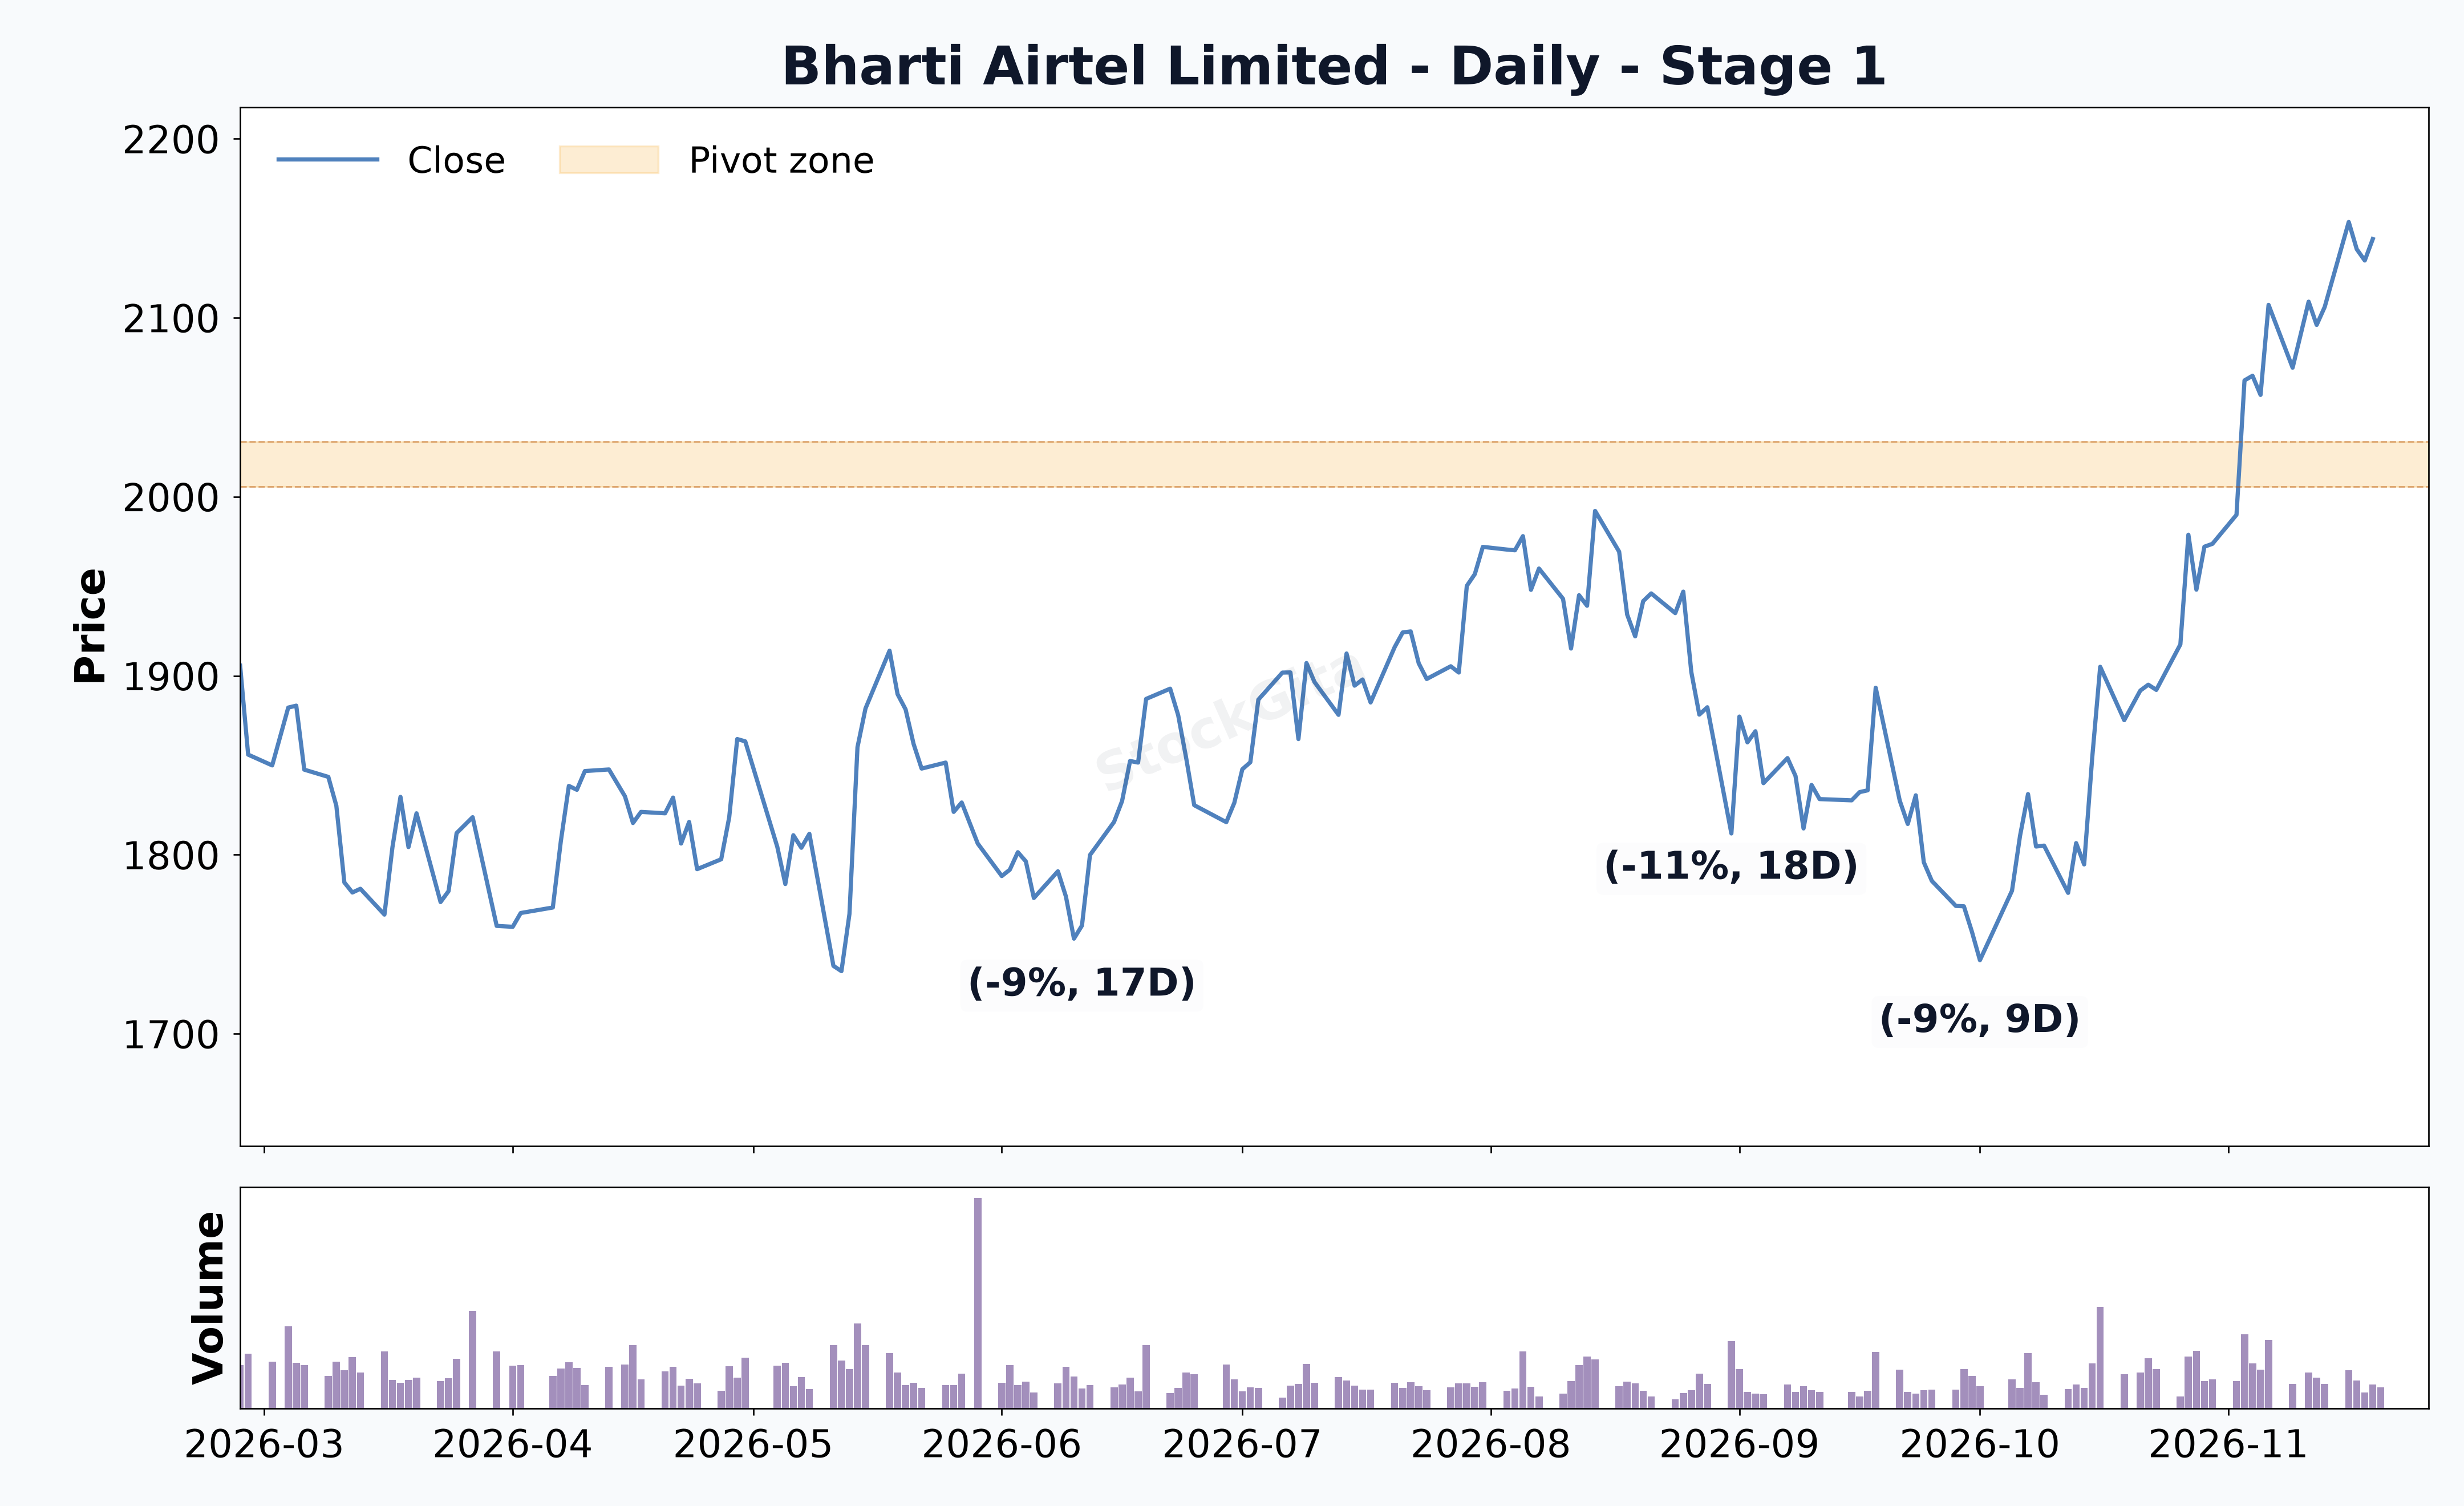 Bharti Airtel Limited - Daily - Stage 1
Close
Pivot zone
2200
2100
2000
1900
1800
1700
Price
StockGita
(-9%, 17D)
(-11%, 18D)
(-9%, 9D)
Volume
2026-03
2026-04
2026-05
2026-06
2026-07
2026-08
2026-09
2026-10
2026-11